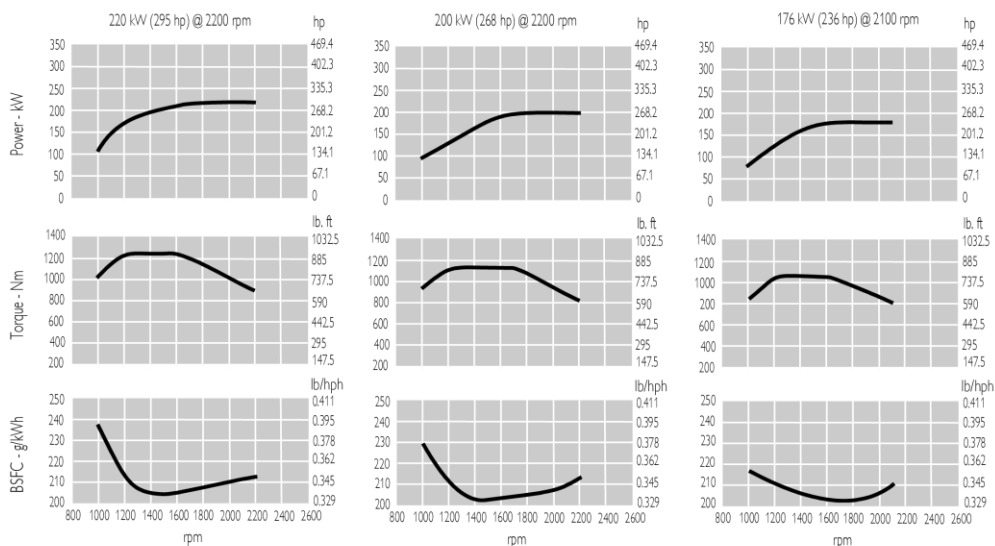 220 kW (295 hp) @ 2200 rpm
hp
200 kW (268 hp) @ 2200 rpm
hp
176 kW (236 hp) @ 2100 rpm
hp
Power - kW
350 469.4 350 469.4 350 469.4
300 402.3 300 402.3 300 402.3
300 335.3 300 335.3 300 335.3
200 268.2 200 268.2 200 268.2
150 201.2 150 201.2 150 201.2
100 134.1 100 134.1 100 134.1
50 67.1 50 67.1 50 67.1
0 0 0 0 0 0
Torque - Nm
lb. ft lb. ft lb. ft
1400 1032.5 1400 1032.5 1400 1032.5
1200 885 1200 885 1200 885
1000 737.5 1000 737.5 1000 737.5
800 590 800 590 200 590
600 442.5 600 442.5 600 442.5
400 295 400 295 400 295
200 147.5 200 147.5 200 147.5
BSFC - g/kWh
lb/hph lb/hph lb/hph
250 0.411 250 0.411 250 0.411
240 0.395 240 0.395 240 0.395
230 0.378 230 0.378 230 0.378
220 0.362 220 0.362 220 0.362
210 0.345 210 0.345 210 0.345
200 0.329 200 0.329 200 0.329
800 1000 1200 1400 1600 1800 2000 2200 2400 2600
800 1000 1200 1400 1600 1800 2000 2200 2400 2600
800 1000 1200 1400 1600 1800 2000 2200 2400 2600
rpm
rpm
rpm